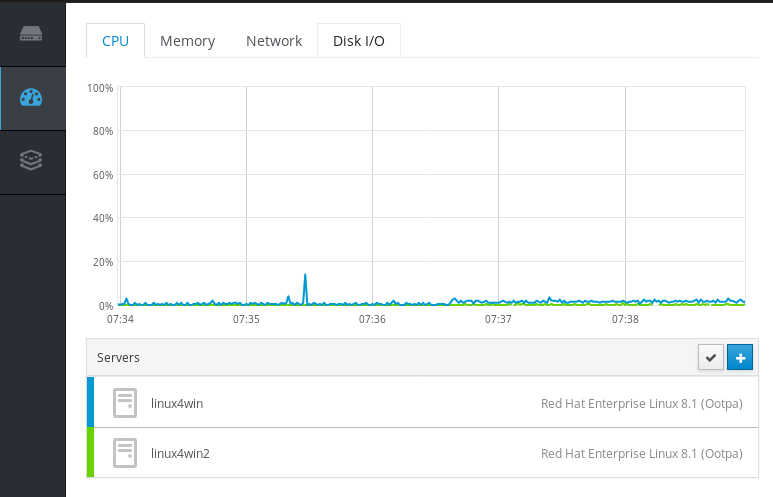 CPU Memory Network Disk I/O
100%
80%
60%
40%
20%
0%
07:34 07:35 07:36 07:37 07:38
Servers
linux4win Red Hat Enterprise Linux 8.1 (Ootpa)
linux4win2 Red Hat Enterprise Linux 8.1 (Ootpa)